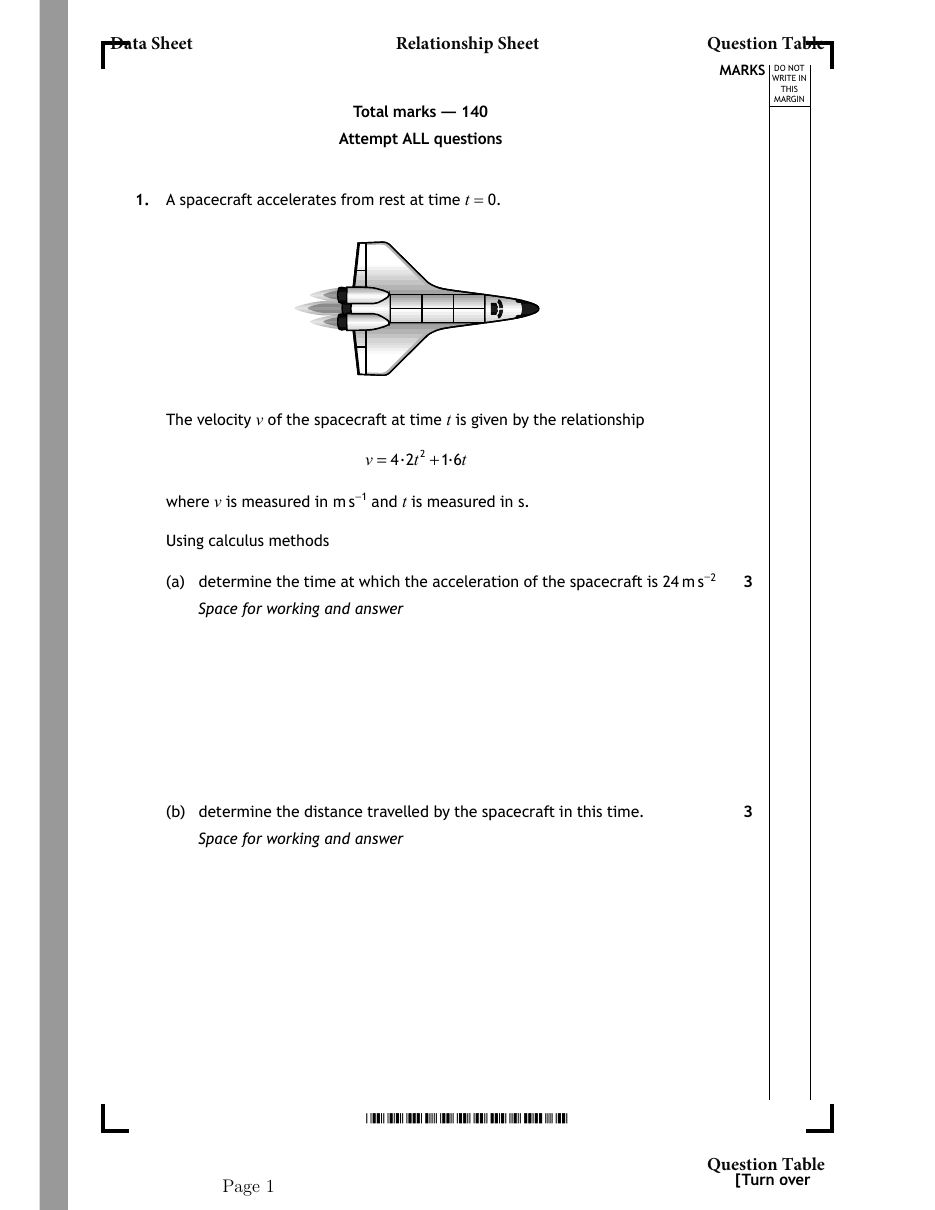 Data Sheet Relationship Sheet Question Table
MARKS
DO NOT
WRITE IN
THIS
MARGIN
Total marks — 140
Attempt ALL questions
1. A spacecraft accelerates from rest at time t = 0.
The velocity v of the spacecraft at time t is given by the relationship
v = 4·2t² + 1·6t
where v is measured in m s⁻¹ and t is measured in s.
Using calculus methods
(a) determine the time at which the acceleration of the spacecraft is 24 m s⁻² 3
Space for working and answer
(b) determine the distance travelled by the spacecraft in this time. 3
Space for working and answer
Question Table
[Turn over
Page 1